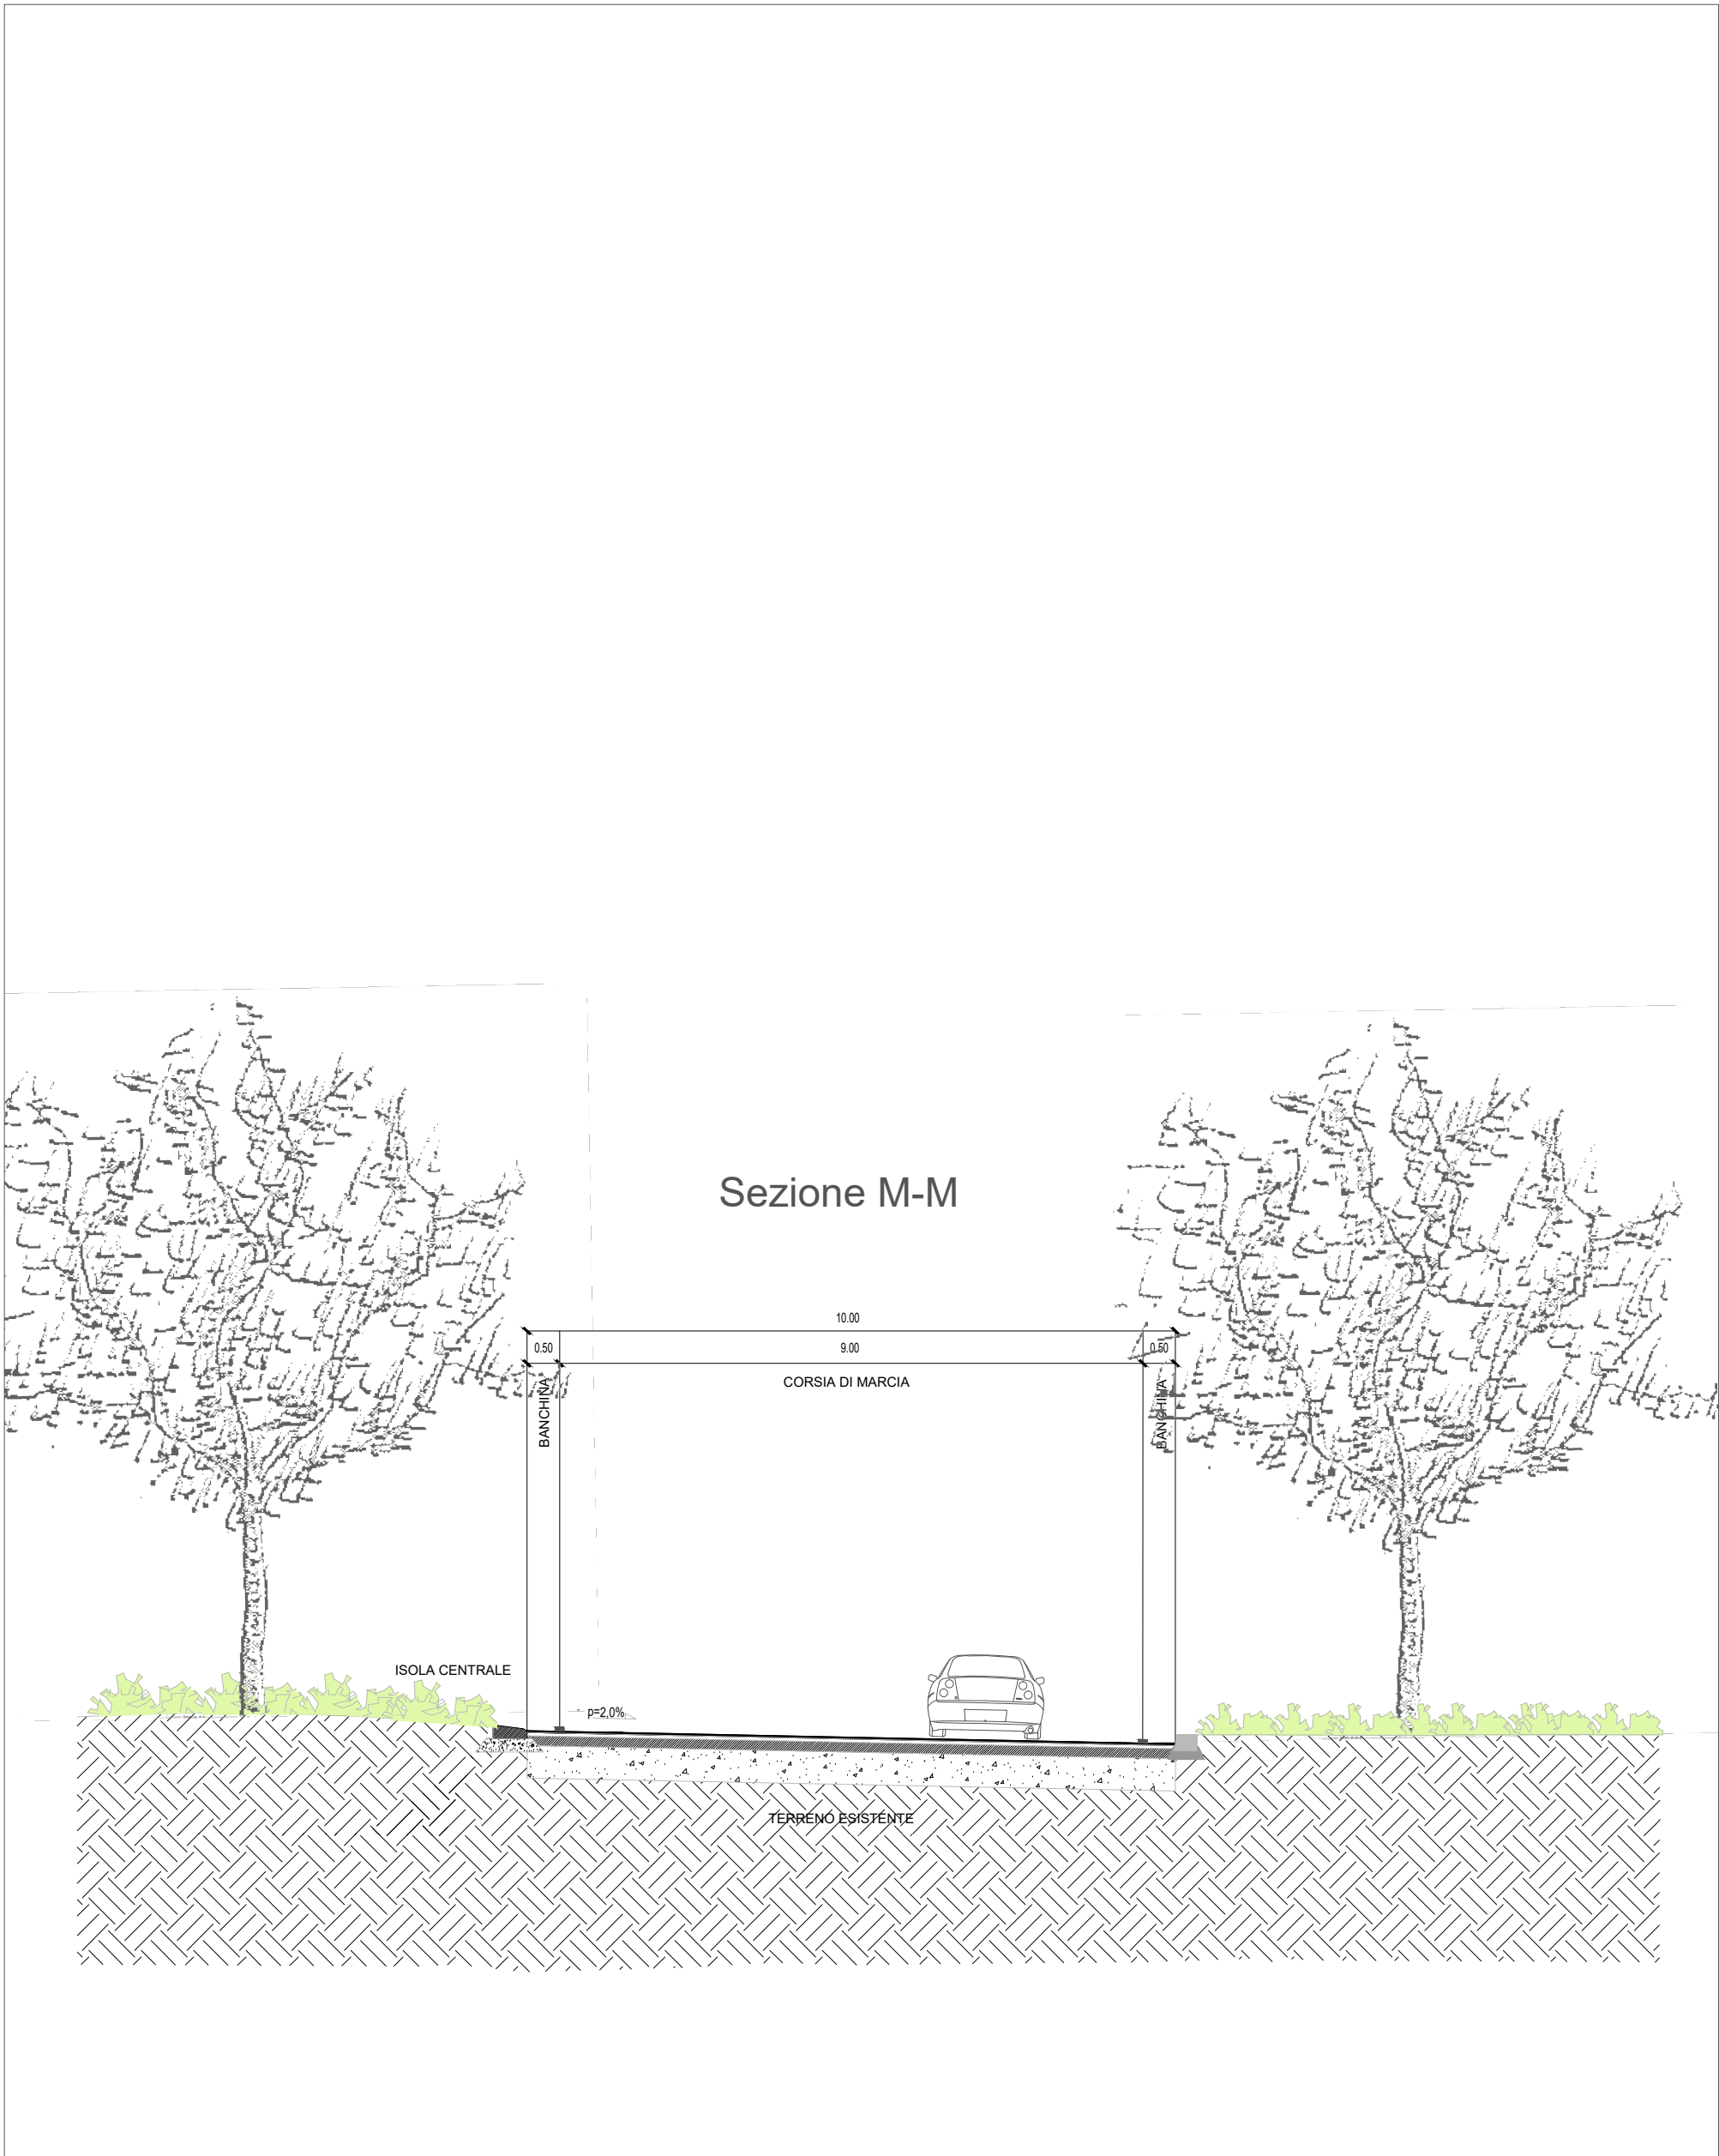 Sezione M-M
10.00
0.50 9.00 0.50
CORSIA DI MARCIA
BANCHINA
BANCHINA
ISOLA CENTRALE
p=2,0%
TERRENO ESISTENTE